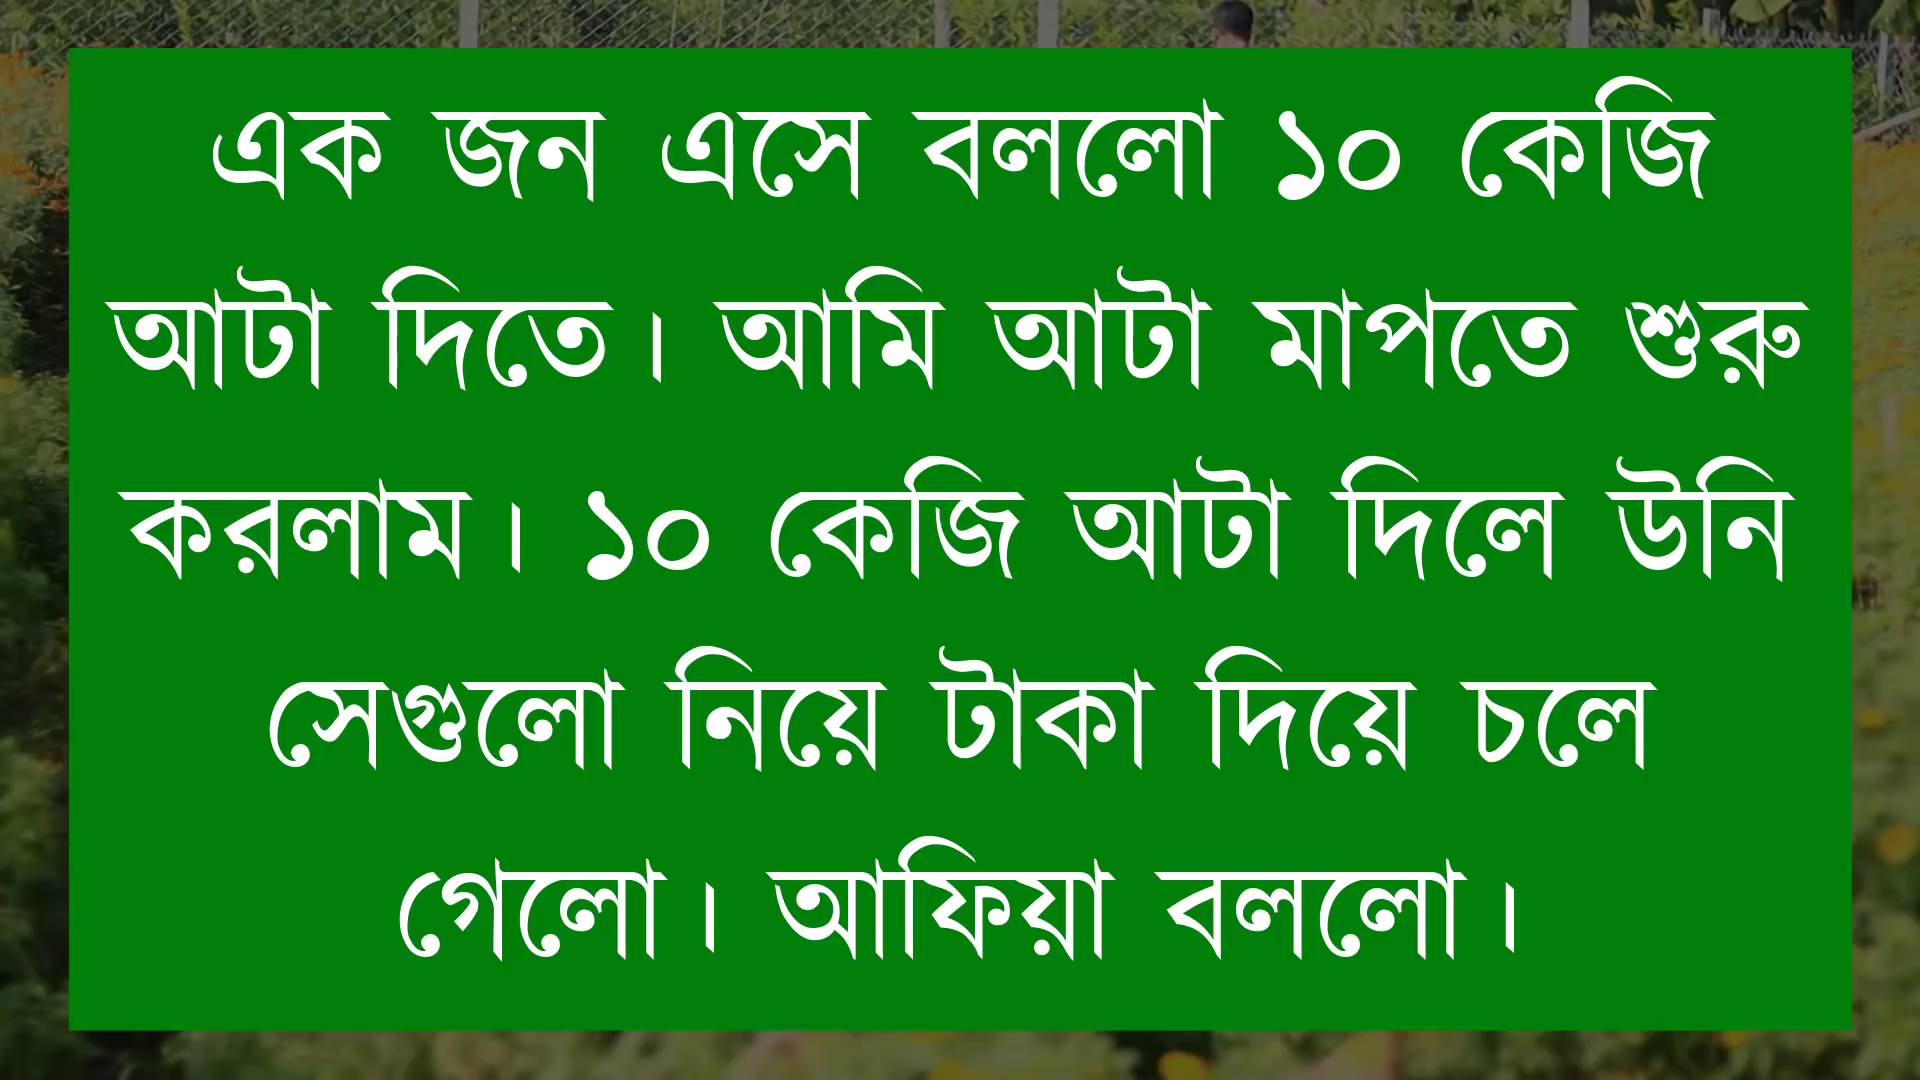 এক জন এসে বললো ১০ কেজি
আটা দিতে। আমি আটা মাপতে শুরু
করলাম। ১০ কেজি আটা দিলে উনি
সেগুলো নিয়ে টাকা দিয়ে চলে
গেলো। আফিয়া বললো।